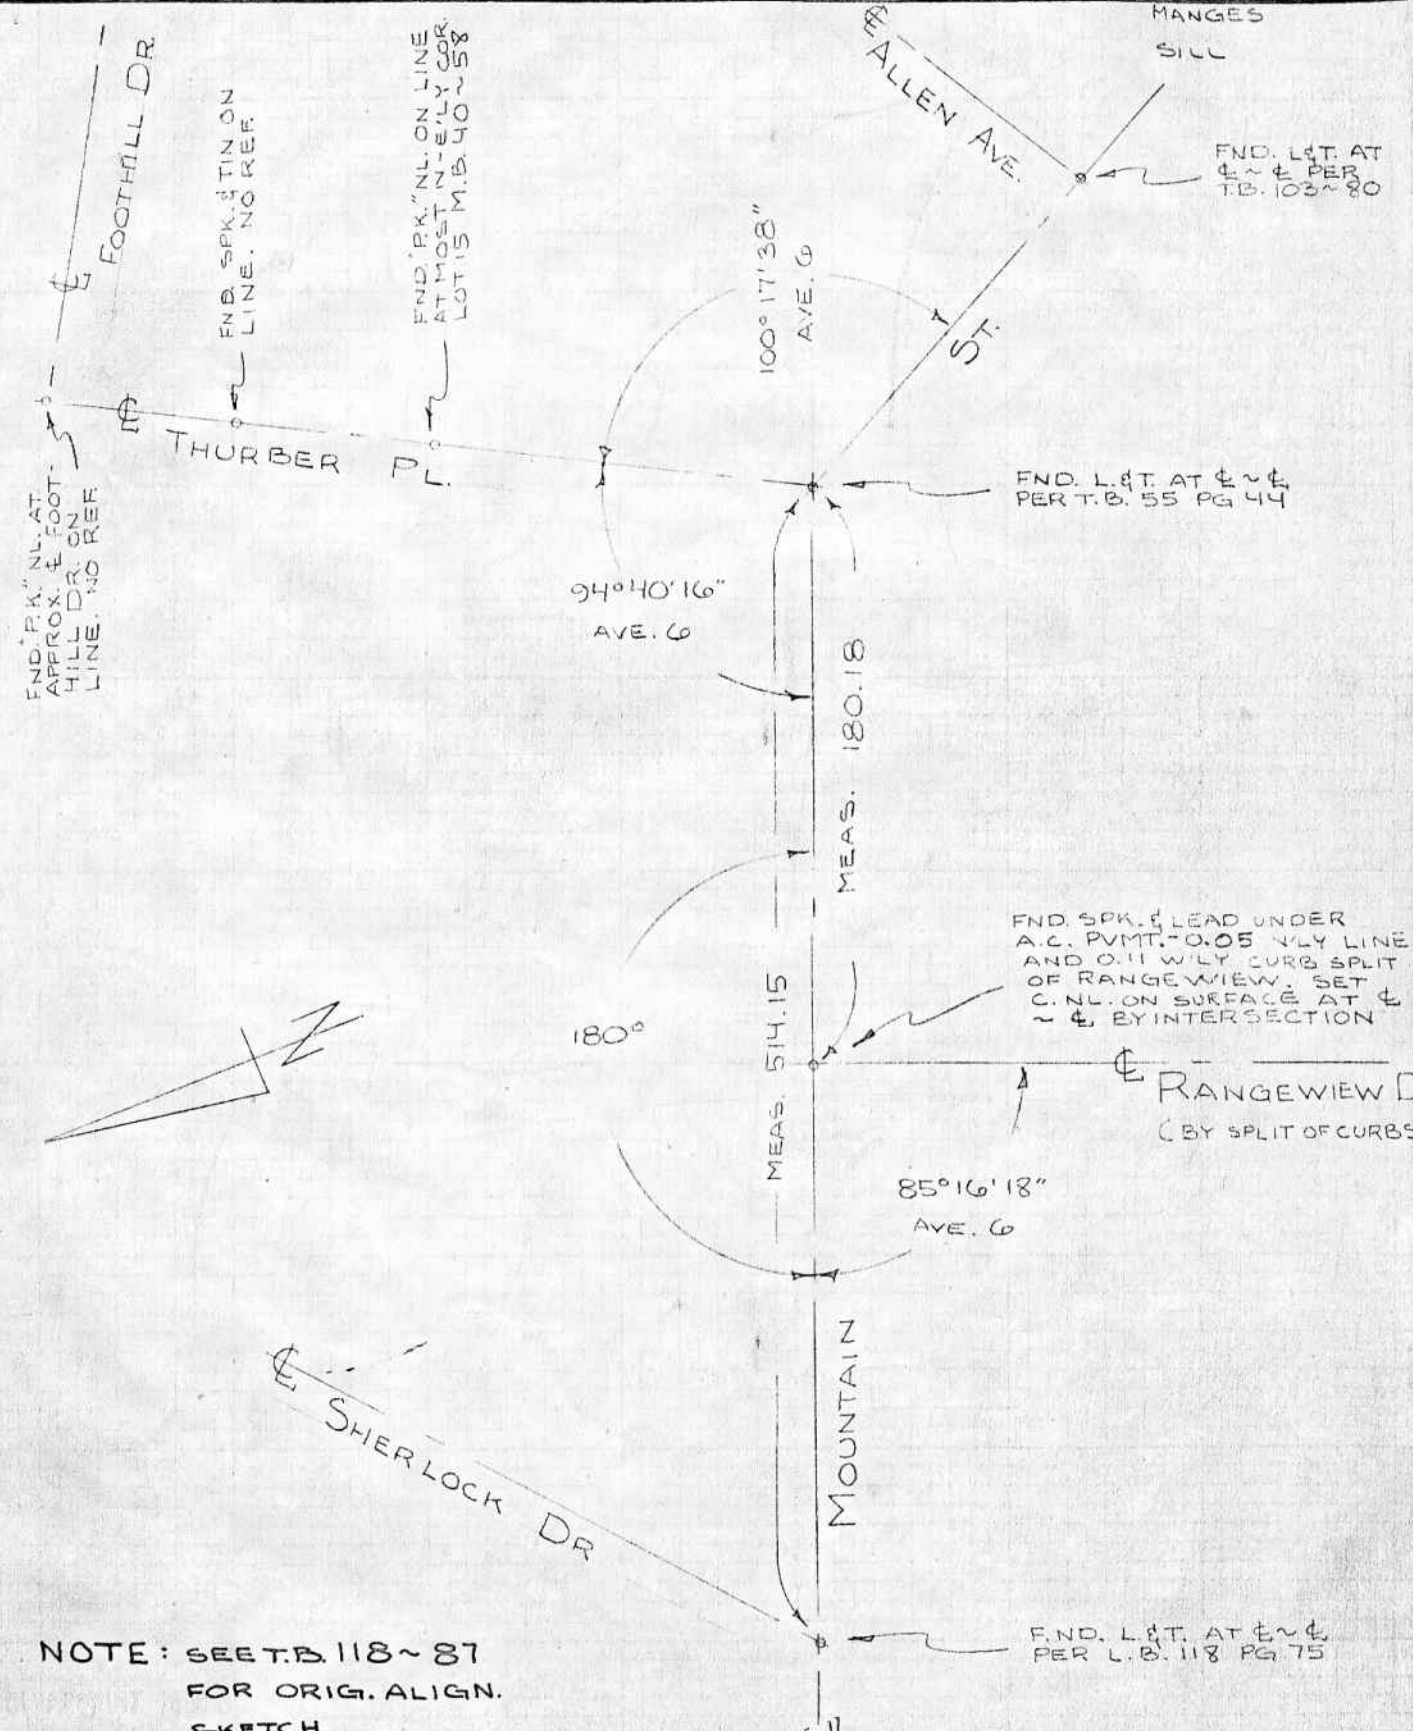 MANGES
SILL
℄ ALLEN AVE.
FND. L&T. AT
℄ ~ ℄ PER
T.B. 103~80
℄ FOOTHILL DR.
FND. SPK. & TIN ON
LINE. NO REF.
FND. "P.K." NL. ON LINE
AT MOST N-E'LY COR.
LOT 15 M.B. 40~58
100°17'38"
AVE. 6
ST.
℄ THURBER PL.
FND. L.&T. AT ℄ ~ ℄
PER T.B. 55 PG 44
FND. "P.K." NL. AT
APPROX. ℄ FOOT-
HILL DR. ON
LINE. NO REF.
94°40'16"
AVE. 6
MEAS. 180.18
FND. SPK. & LEAD UNDER
A.C. PVMT.-0.05 N'LY LINE
AND 0.11 W'LY CURB SPLIT
OF RANGEWIEW. SET
C. NL. ON SURFACE AT ℄
~ ℄ BY INTERSECTION
MEAS. 514.15
180°
N
℄ RANGEWIEW D
(BY SPLIT OF CURBS
85°16'18"
AVE. 6
MOUNTAIN
℄ SHERLOCK DR
FND. L.&T. AT ℄ ~ ℄
PER L.B. 118 PG. 75
NOTE: SEE T.B. 118~87
FOR ORIG. ALIGN.
SKETCH